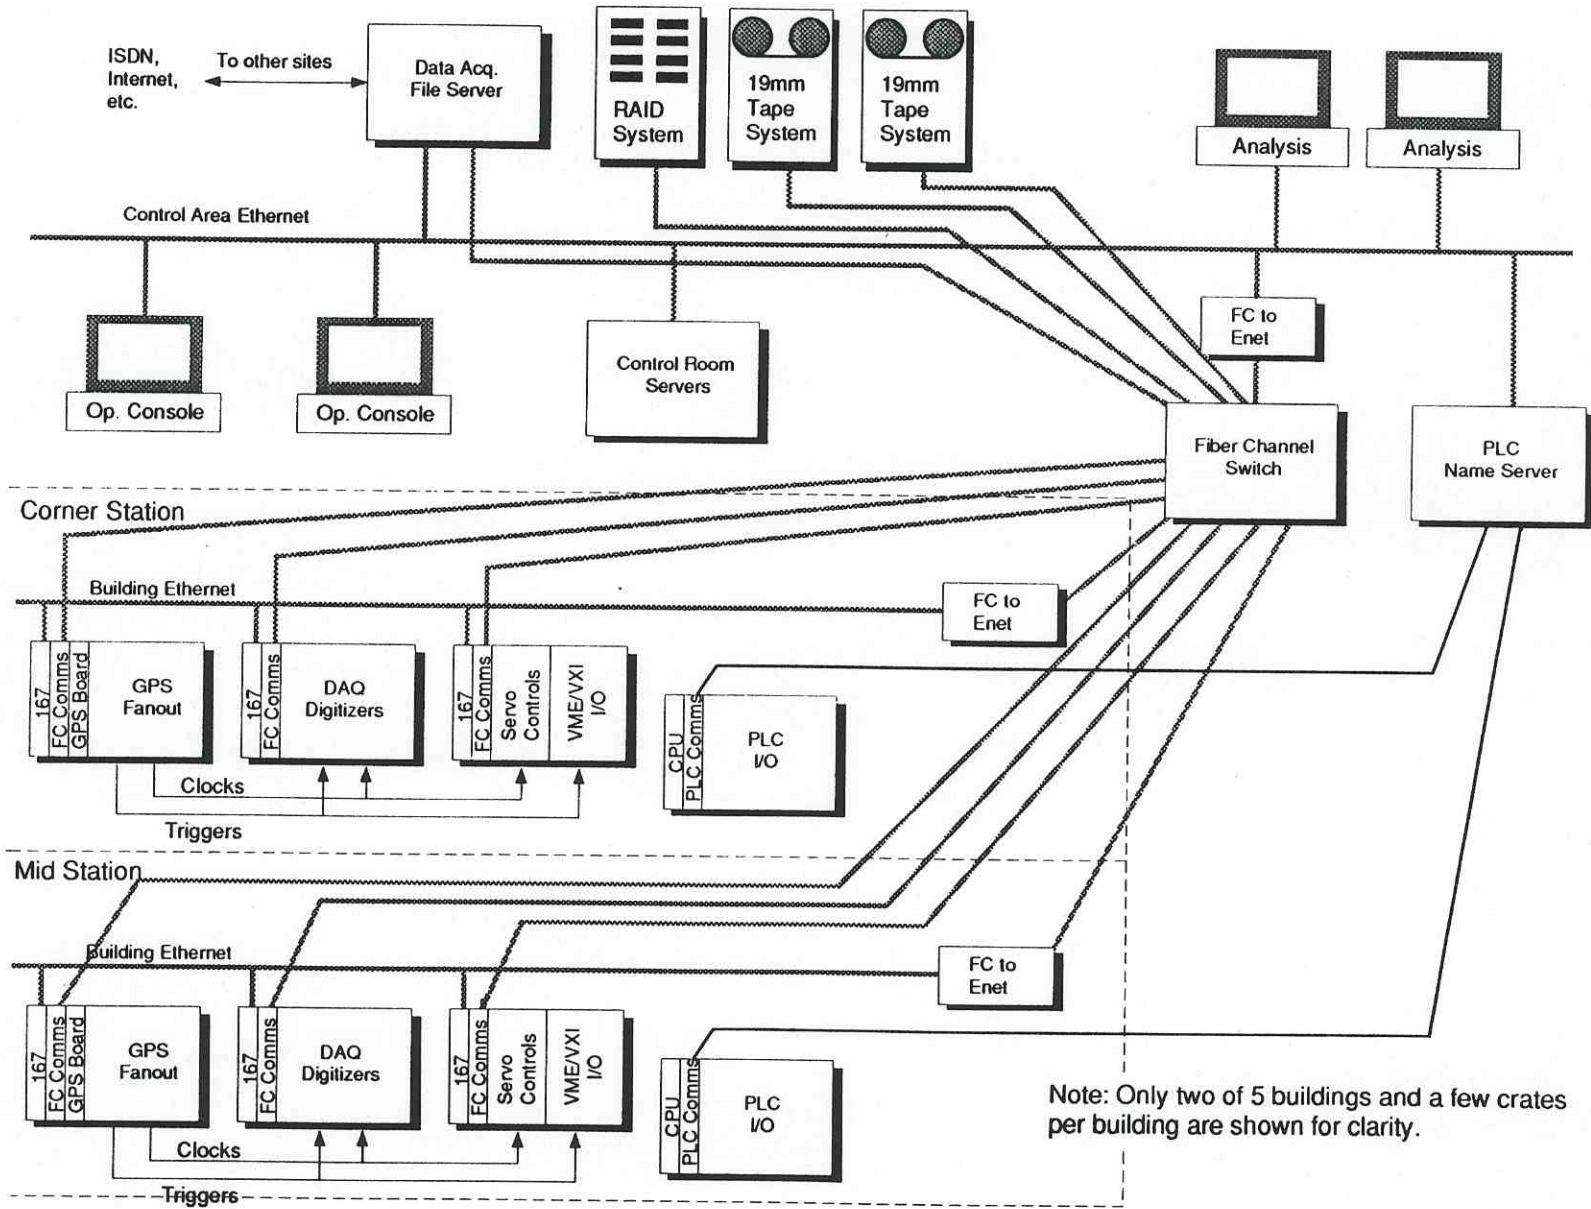 ISDN,
Internet,
etc.
To other sites
Data Acq.
File Server
RAID
System
19mm
Tape
System
19mm
Tape
System
Analysis
Analysis
Control Area Ethernet
Op. Console
Op. Console
Control Room
Servers
FC to
Enet
Fiber Channel
Switch
PLC
Name Server
Corner Station
Building Ethernet
FC to
Enet
167
FC Comms
GPS Board
GPS
Fanout
167
FC Comms
DAQ
Digitizers
167
FC Comms
Servo
Controls
VME/VXI
I/O
CPU
PLC Comms
PLC
I/O
Clocks
Triggers
Mid Station
Building Ethernet
FC to
Enet
167
FC Comms
GPS Board
GPS
Fanout
167
FC Comms
DAQ
Digitizers
167
FC Comms
Servo
Controls
VME/VXI
I/O
CPU
PLC Comms
PLC
I/O
Clocks
Triggers
Note: Only two of 5 buildings and a few crates
per building are shown for clarity.